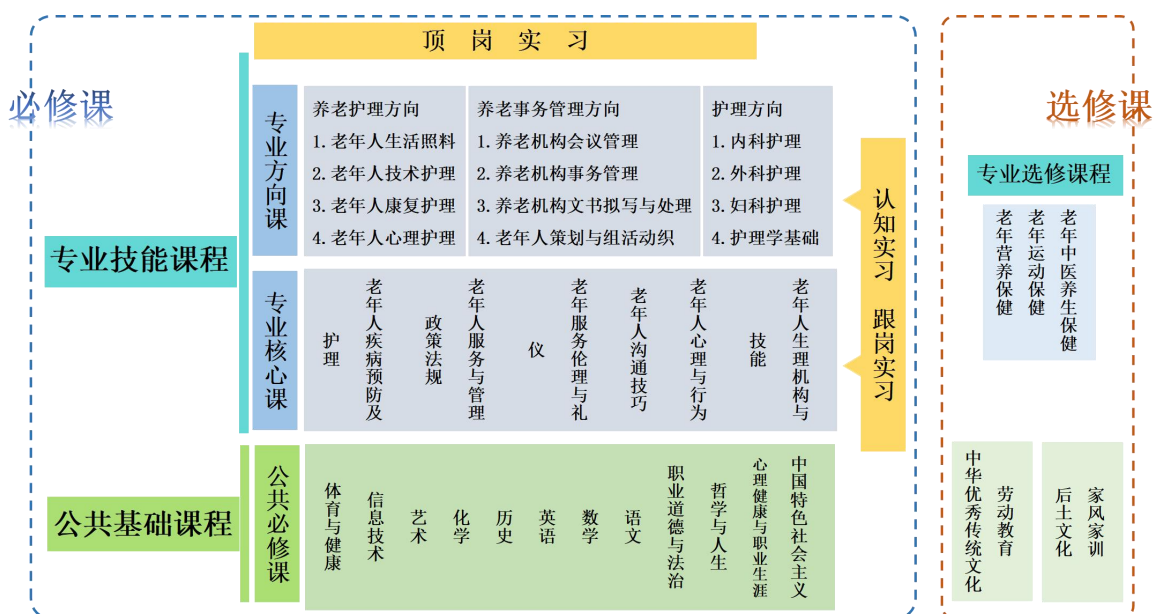 顶岗实习
必修课
选修课
专业技能课程
专业方向课
养老护理方向
1.老年人生活照料
2.老年人技术护理
3.老年人康复护理
4.老年人心理护理
养老事务管理方向
1.养老机构会议管理
2.养老机构事务管理
3.养老机构文书拟写与处理
4.老年人策划与组活动织
护理方向
1.内科护理
2.外科护理
3.妇科护理
4.护理学基础
认知实习 跟岗实习
专业核心课
护理
老年人疾病预防及
政策法规
老年人服务与管理
仪
老年服务伦理与礼
老年人沟通技巧
老年人心理与行为
技能
老年人生理机构与
公共基础课程
公共必修课
体育与健康
信息技术
艺术
化学
历史
英语
数学
语文
职业道德与法治
哲学与人生
心理健康与职业生涯
中国特色社会主义
专业选修课程
老年营养保健
老年运动保健
老年中医养生保健
中华优秀传统文化
劳动教育
后土文化
家风家训